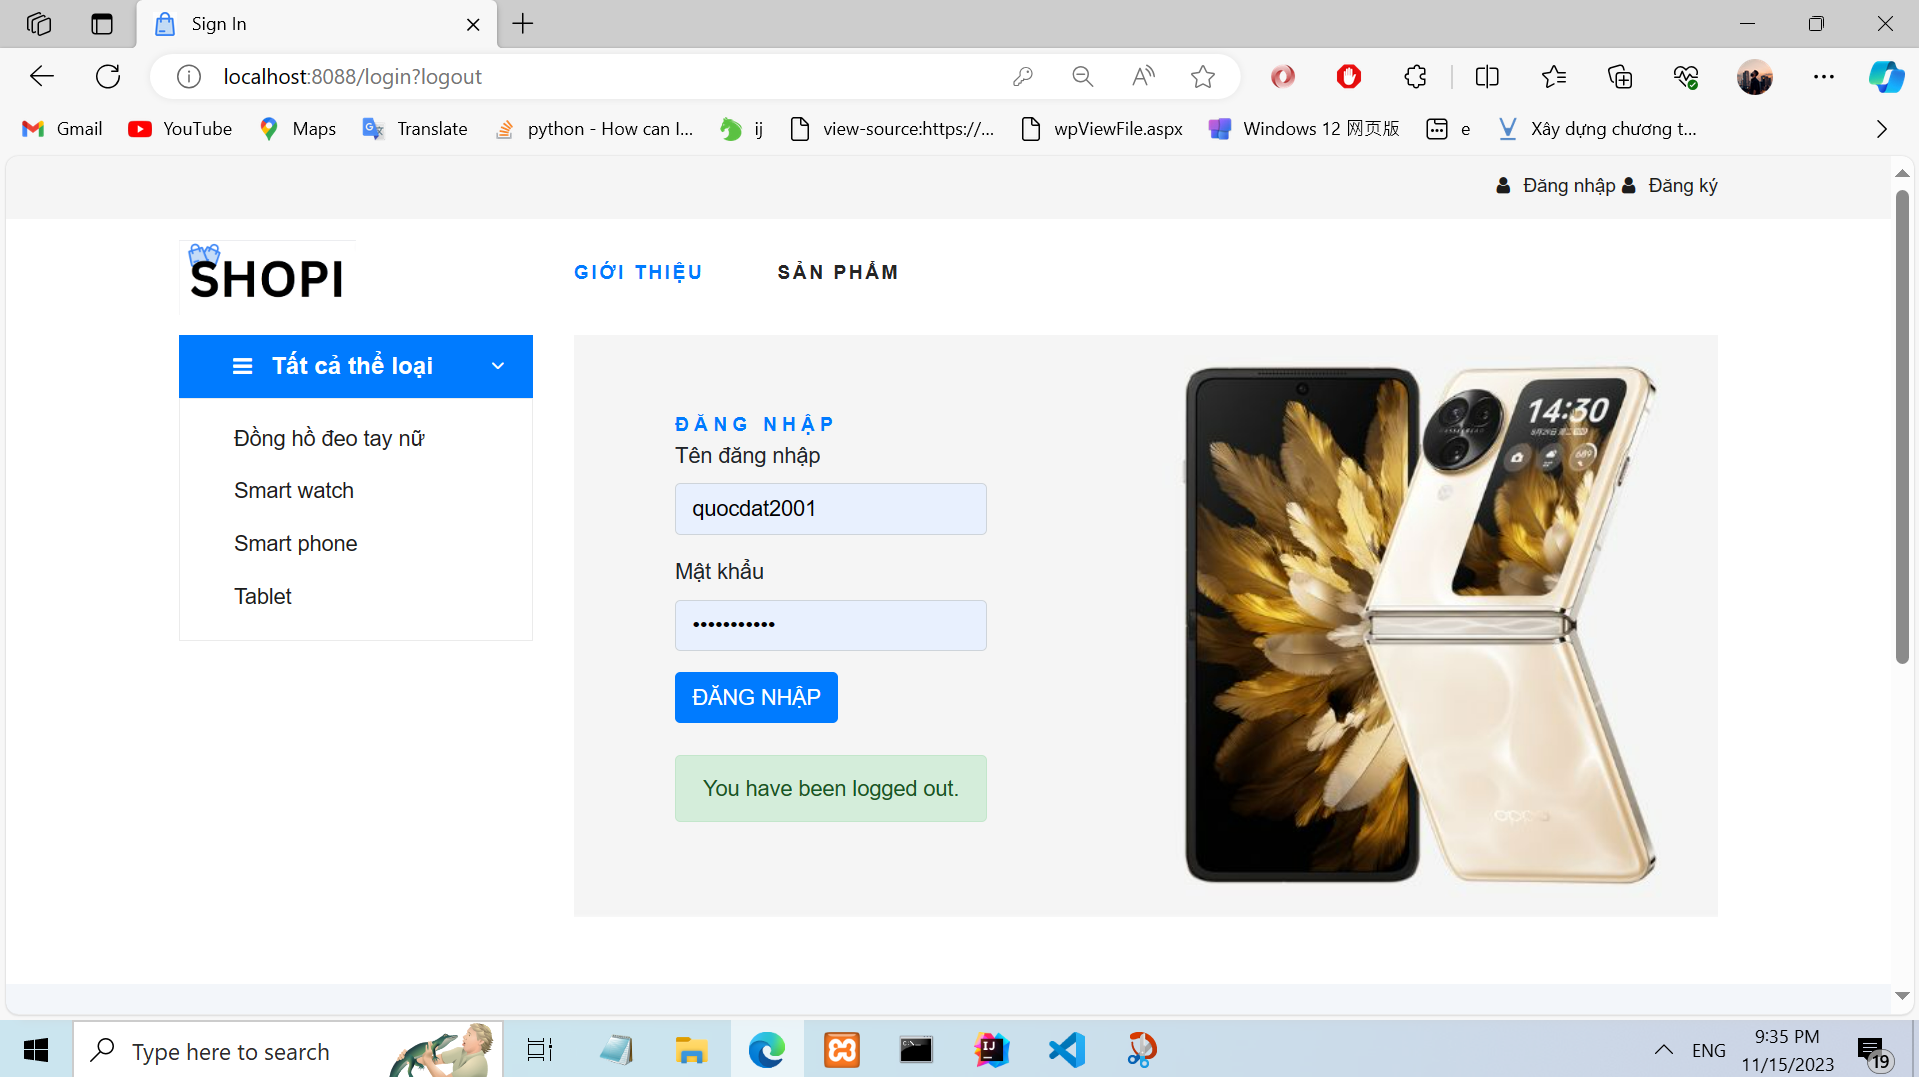 Sign In
localhost:8088/login?logout
Gmail
YouTube
Maps
Translate
python - How can I...
ij
view-source:https://...
wpViewFile.aspx
Windows 12 网页版
e
Xây dựng chương t...
Đăng nhập Đăng ký
SHOPI
GIỚI THIỆU
SẢN PHẨM
Tất cả thể loại
Đồng hồ đeo tay nữ
Smart watch
Smart phone
Tablet
ĐĂNG NHẬP
Tên đăng nhập
quocdat2001
Mật khẩu
ĐĂNG NHẬP
You have been logged out.
14:30
oppo
Type here to search
ENG
9:35 PM
11/15/2023
19